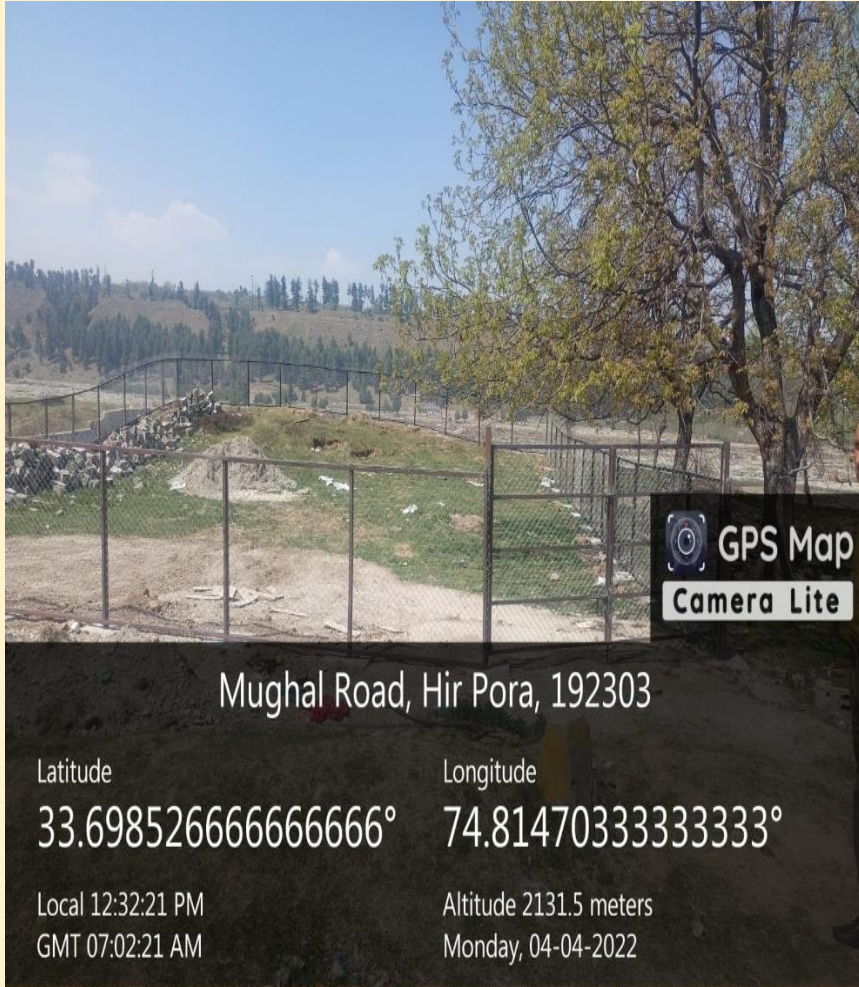 GPS Map
Camera Lite
Mughal Road, Hir Pora, 192303
Latitude
33.698526666666666°
Longitude
74.81470333333333°
Local 12:32:21 PM
GMT 07:02:21 AM
Altitude 2131.5 meters
Monday, 04-04-2022